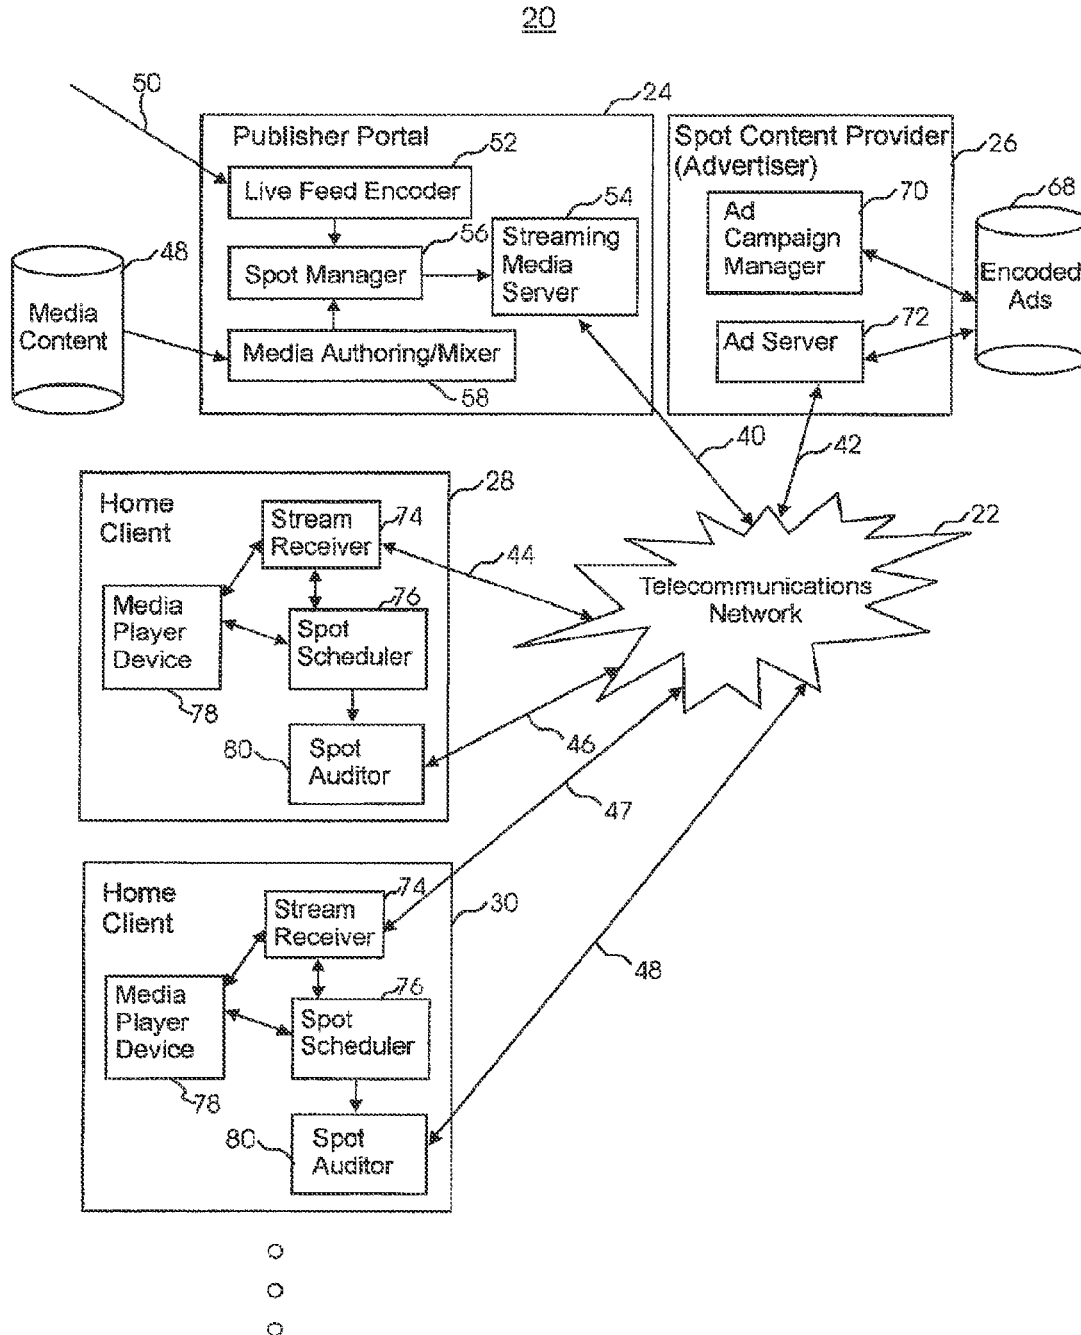 20
50
24
Publisher Portal
52
Live Feed Encoder
54
56
Streaming
Media
Server
Spot Manager
48
Media
Content
Media Authoring/Mixer
58
Spot Content Provider
(Advertiser)
26
70
68
Ad
Campaign
Manager
Encoded
Ads
72
Ad Server
40
42
28
Home
Client
74
Stream
Receiver
44
22
Telecommunications
Network
76
Media
Player
Device
Spot
Scheduler
78
80
Spot
Auditor
46
47
Home
Client
74
30
Stream
Receiver
48
76
Media
Player
Device
Spot
Scheduler
78
80
Spot
Auditor